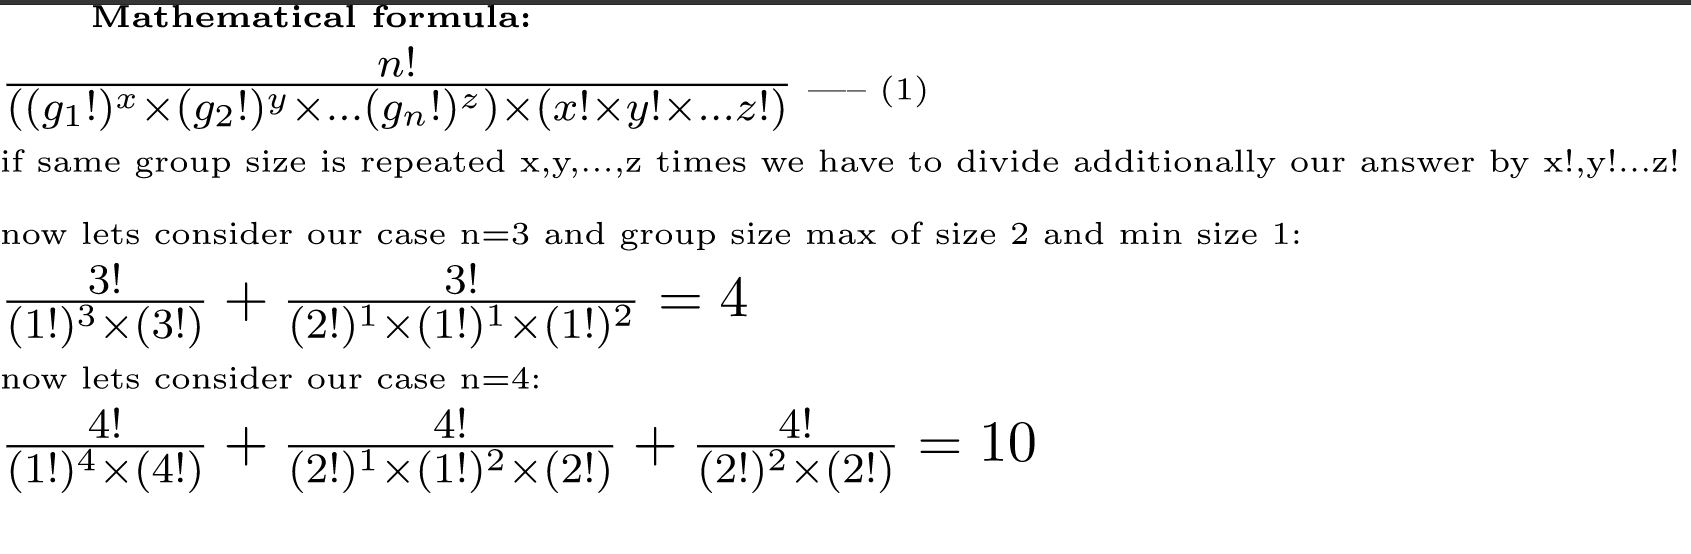 Mathematical formula:
n!
((g₁!)ˣ×(g₂!)ʸ×...(gₙ!)ᶻ)×(x!×y!×...z!) —– (1)
if same group size is repeated x,y,...,z times we have to divide additionally our answer by x!,y!...z!
now lets consider our case n=3 and group size max of size 2 and min size 1:
3!/((1!)³×(3!)) + 3!/((2!)¹×(1!)¹×(1!)²) = 4
now lets consider our case n=4:
4!/((1!)⁴×(4!)) + 4!/((2!)¹×(1!)²×(2!)) + 4!/((2!)²×(2!)) = 10